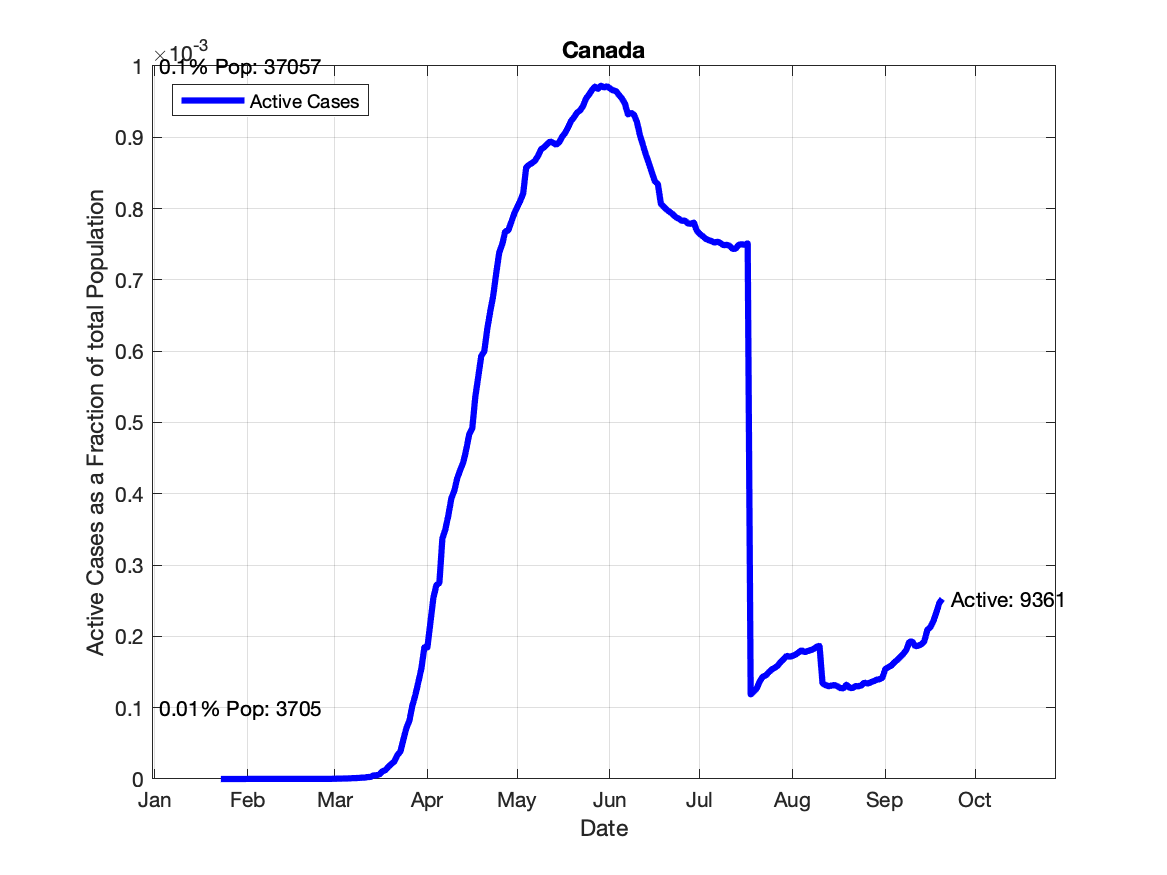 Canada
×10-3
0.1% Pop: 37057
Active Cases
1
0.9
0.8
0.7
0.6
0.5
0.4
0.3
0.2
0.1
0
Active Cases as a Fraction of total Population
Active: 9361
0.01% Pop: 3705
Jan Feb Mar Apr May Jun Jul Aug Sep Oct
Date